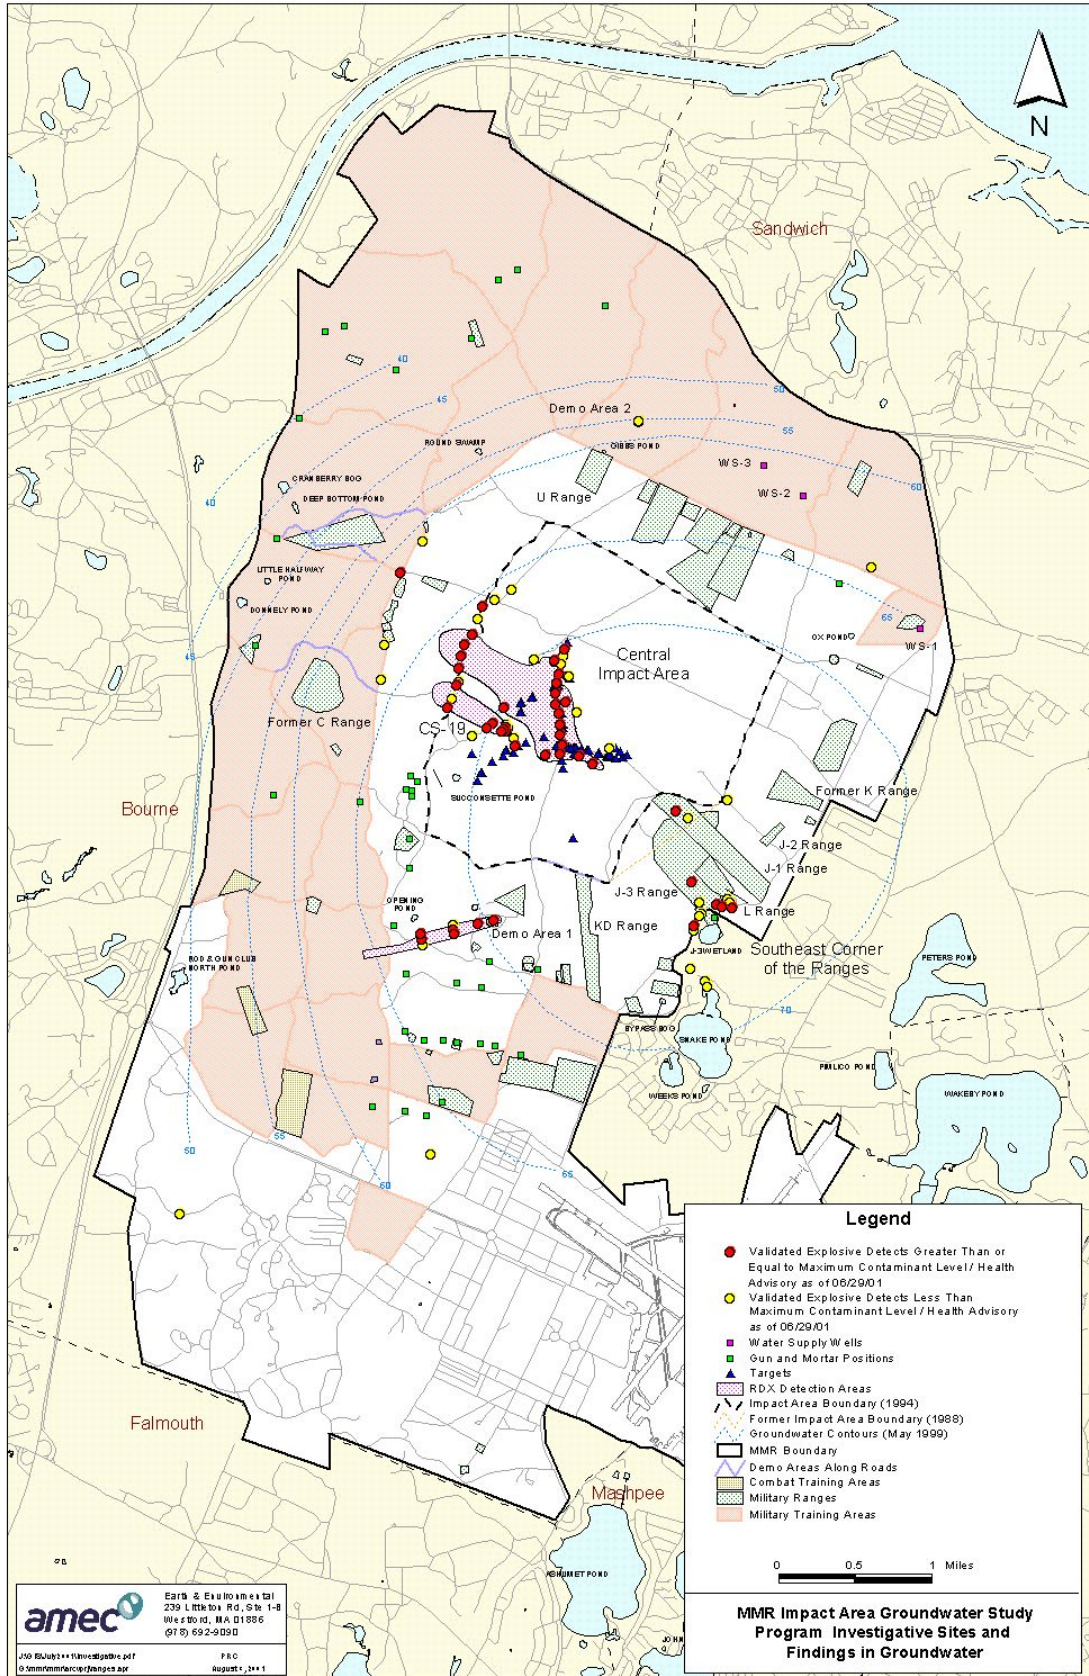 N
Sandwich
40
45
50
Demo Area 2
55
ROUND SWAMP
GIBBS POND
WS-3
CRANBERRY BOG
WS-2
60
DEEP BOTTOM POND
40
U Range
LITTLE HALFWAY
POND
DONNELY POND
65
OX POND
WS-1
45
Central
Impact Area
Former C Range
CS-19
Bourne
SUCCONSETTE POND
Former K Range
J-2 Range
J-1 Range
J-3 Range
OPENING
POND
L Range
Demo Area 1
KD Range
J-3 WETLAND
Southeast Corner
of the Ranges
PETERS POND
ROD & GUN CLUB
NORTH POND
70
BYPASS BOG
SNAKE POND
PIMLICO POND
WEEKS POND
WAKEBY POND
55
50
60
65
Legend
Validated Explosive Detects Greater Than or
Equal to Maximum Contaminant Level / Health
Advisory as of 06/29/01
Validated Explosive Detects Less Than
Maximum Contaminant Level / Health Advisory
as of 06/29/01
Water Supply Wells
Gun and Mortar Positions
Targets
RDX Detection Areas
Impact Area Boundary (1994)
Former Impact Area Boundary (1988)
Groundwater Contours (May 1999)
MMR Boundary
Demo Areas Along Roads
Combat Training Areas
Military Ranges
Military Training Areas
0 0.5 1 Miles
Falmouth
Mashpee
ASHUMET POND
JOHN
MMR Impact Area Groundwater Study
Program Investigative Sites and
Findings in Groundwater
amec
Earth & Environmental
239 Littleton Rd, Ste 1-B
Westford, MA 01886
(978) 692-9090